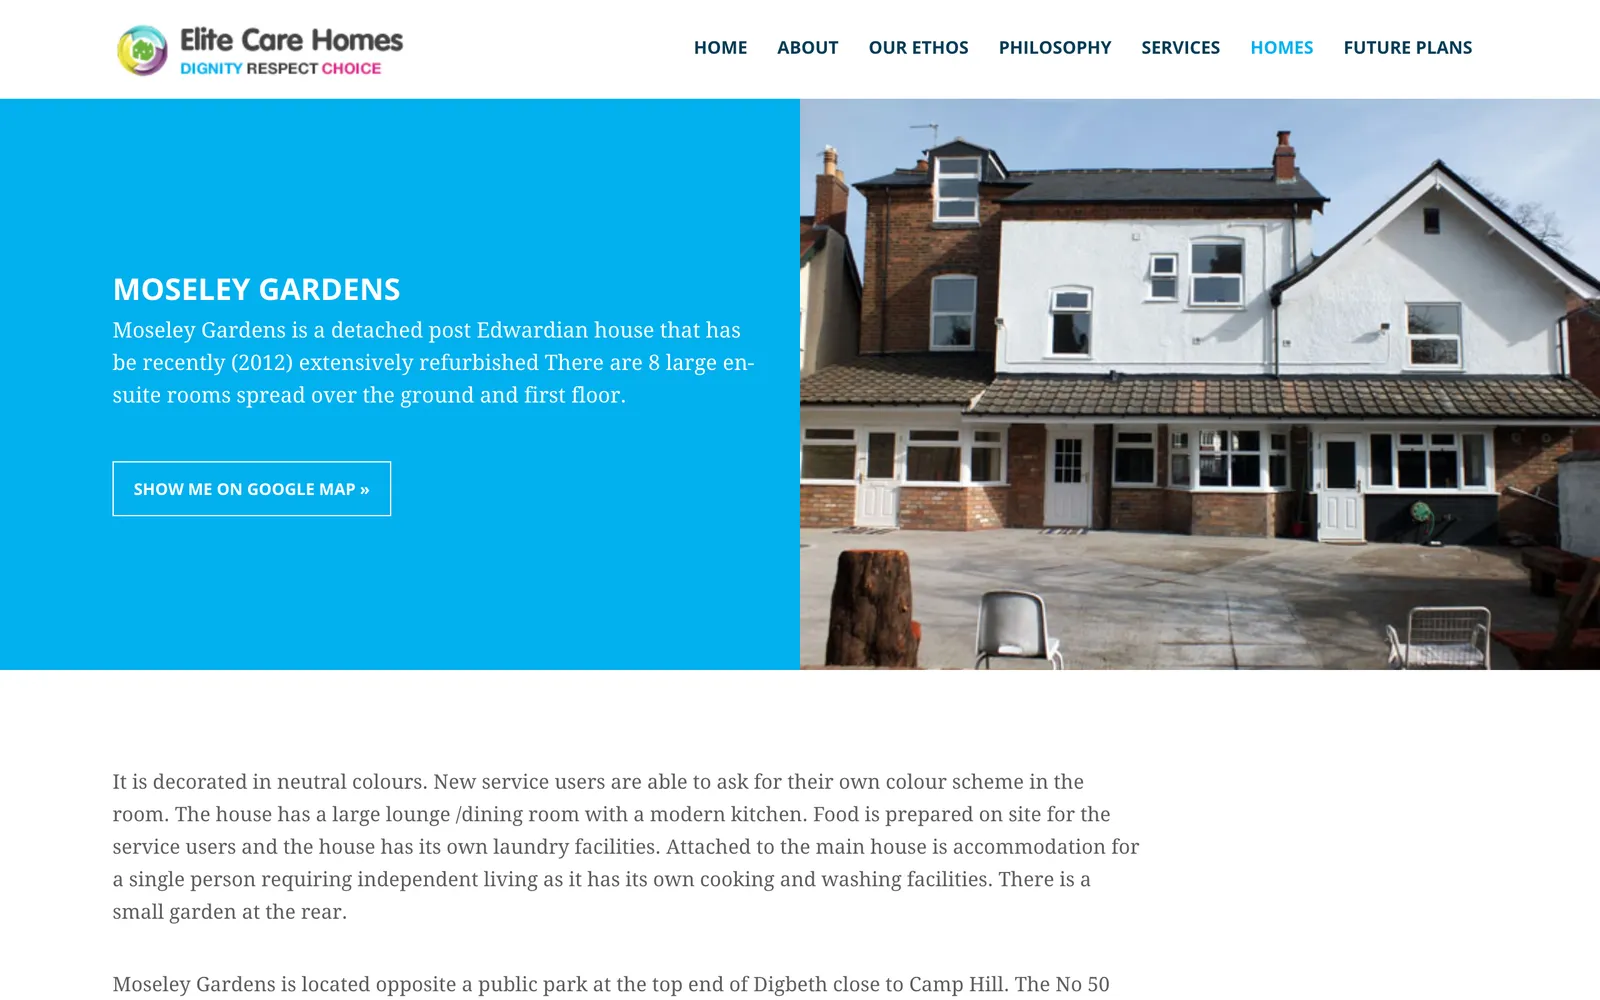 Elite Care Homes
DIGNITY RESPECT CHOICE
HOME ABOUT OUR ETHOS PHILOSOPHY SERVICES HOMES FUTURE PLANS
MOSELEY GARDENS
Moseley Gardens is a detached post Edwardian house that has
be recently (2012) extensively refurbished There are 8 large en-
suite rooms spread over the ground and first floor.
SHOW ME ON GOOGLE MAP »
It is decorated in neutral colours. New service users are able to ask for their own colour scheme in the
room. The house has a large lounge /dining room with a modern kitchen. Food is prepared on site for the
service users and the house has its own laundry facilities. Attached to the main house is accommodation for
a single person requiring independent living as it has its own cooking and washing facilities. There is a
small garden at the rear.
Moseley Gardens is located opposite a public park at the top end of Digbeth close to Camp Hill. The No 50